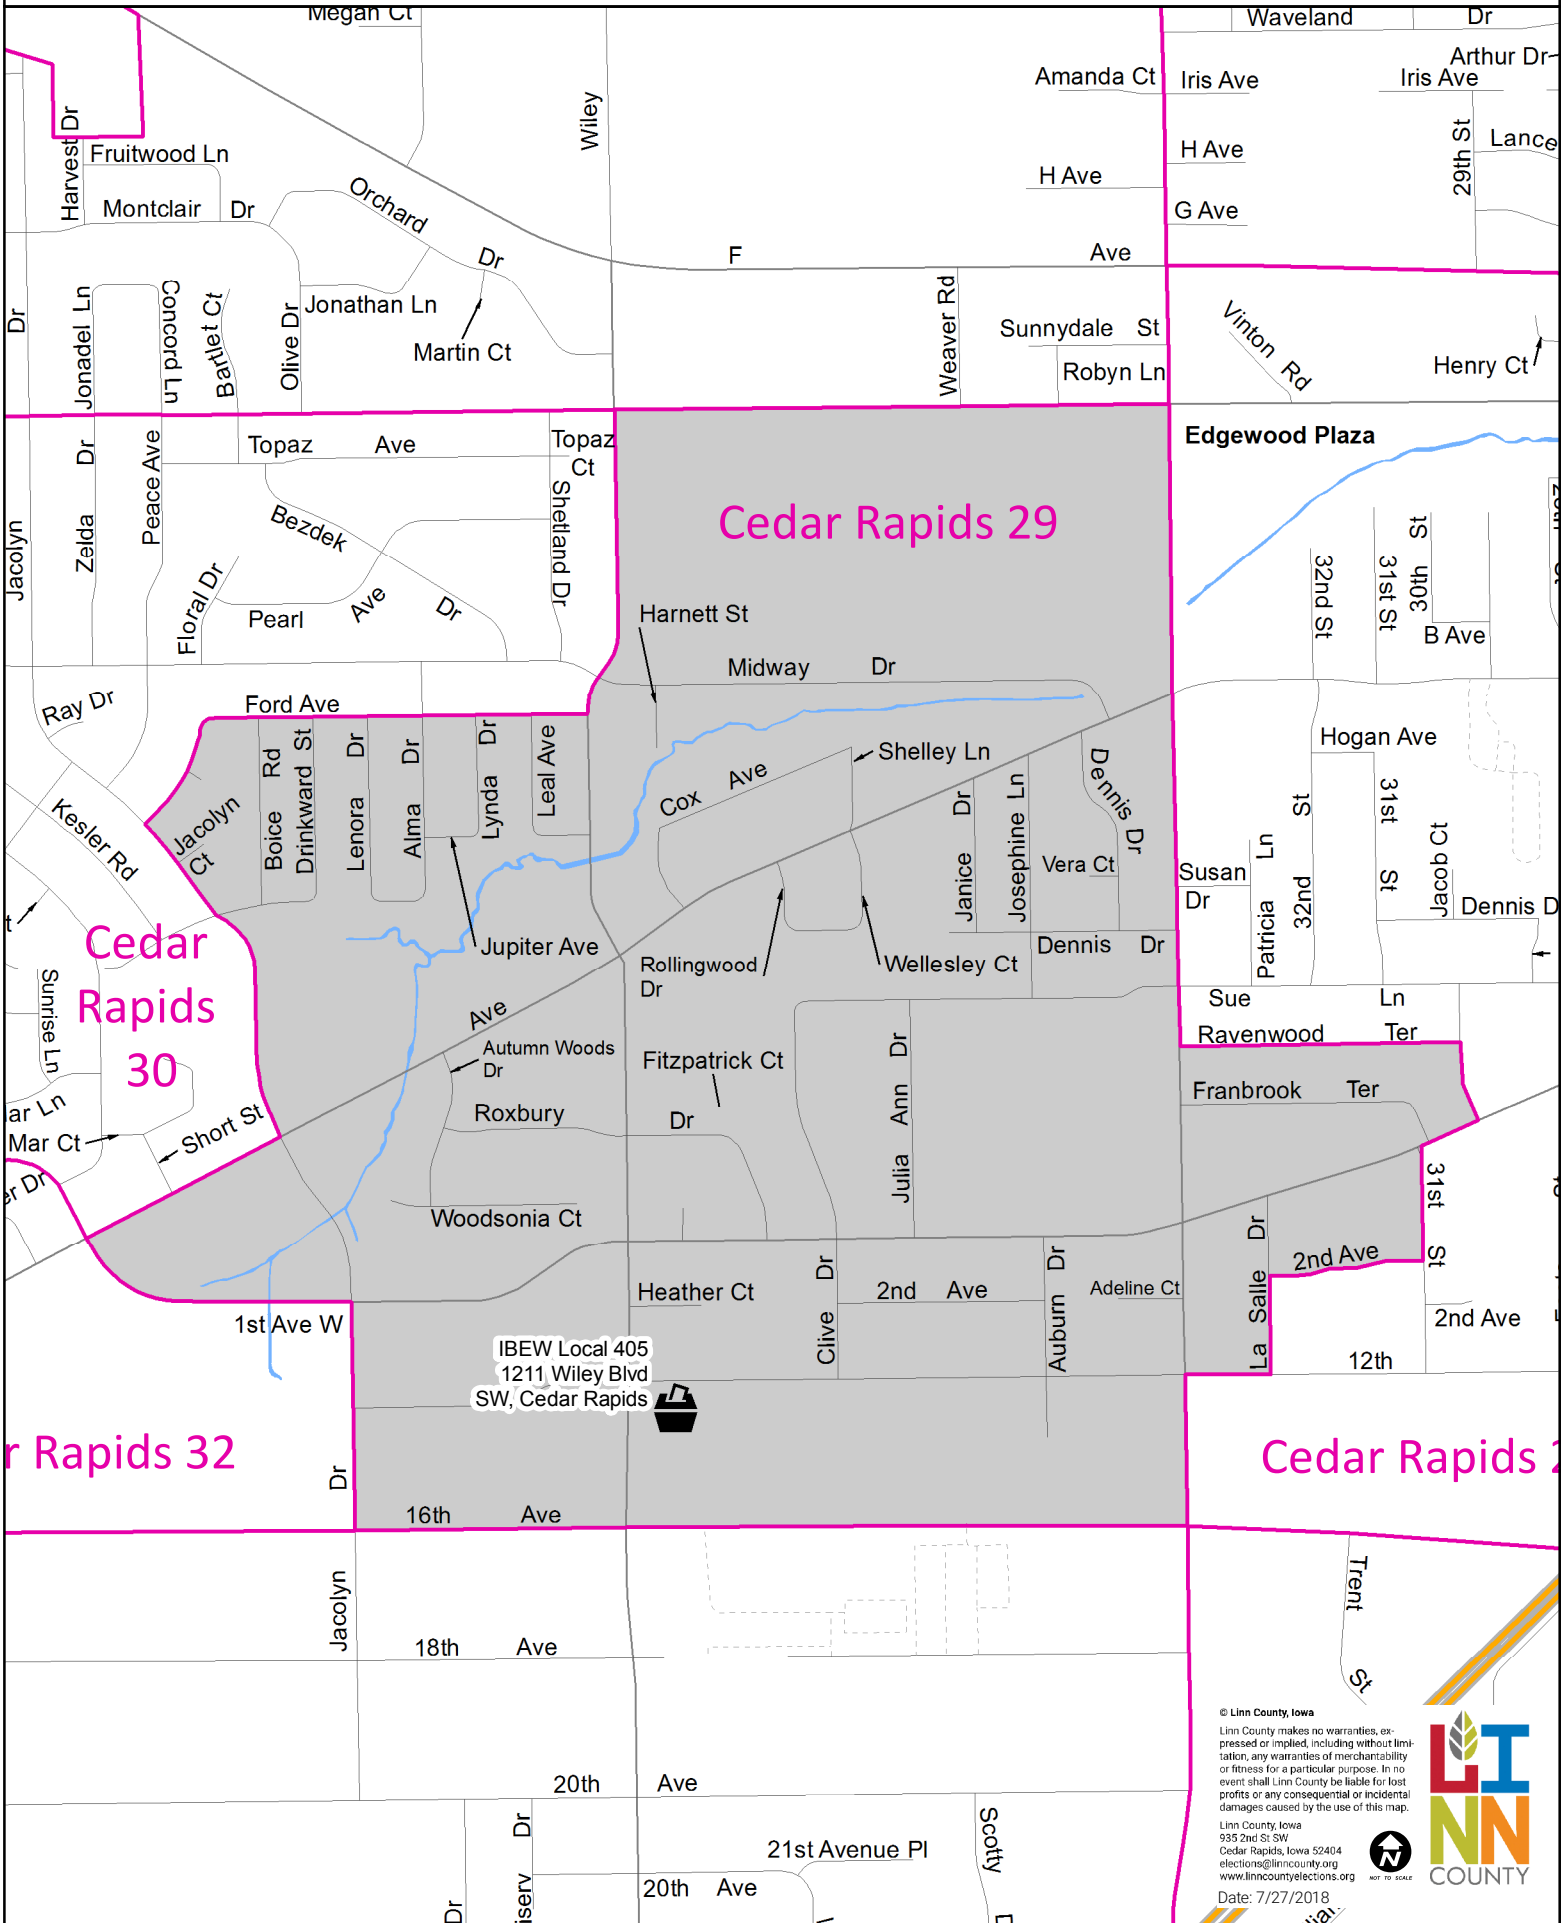 Megan Ct
Waveland Dr
Arthur Dr
Amanda Ct
Iris Ave
Iris Ave
Wiley
Harvest Dr
Fruitwood Ln
H Ave
H Ave
29th St
Lance
Montclair Dr
Orchard Dr
G Ave
F Ave
Dr
Jonadel Ln
Concord Ln
Bartlet Ct
Olive Dr
Jonathan Ln
Martin Ct
Weaver Rd
Sunnydale St
Robyn Ln
Vinton Rd
Henry Ct
Edgewood Plaza
Topaz Ave
Topaz
Ct
Jacolyn
Zelda Dr
Peace Ave
Bezdek Dr
Shetland Dr
Floral Dr
Pearl Ave
Cedar Rapids 29
Harnett St
Midway Dr
32nd St
31st St
30th St
B Ave
Ray Dr
Ford Ave
Kesler Rd
Jacolyn
Ct
Boice Rd
Drinkward St
Lenora Dr
Alma Dr
Lynda Dr
Leal Ave
Cox Ave
Shelley Ln
Janice Dr
Josephine Ln
Dennis Dr
Vera Ct
Hogan Ave
Susan
Dr
Patricia Ln
32nd St
31st St
Jacob Ct
Dennis D
Cedar
Rapids
30
Jupiter Ave
Rollingwood
Dr
Wellesley Ct
Dennis Dr
Sunrise Ln
Ave
Autumn Woods
Dr
Fitzpatrick Ct
Julia Ann Dr
Sue Ln
Ravenwood Ter
Franbrook Ter
ar Ln
Mar Ct
Short St
er Dr
Roxbury Dr
Woodsonia Ct
31st St
La Salle Dr
2nd Ave
Heather Ct
Clive Dr
2nd Ave
Auburn Dr
Adeline Ct
2nd Ave
12th
1st Ave W
IBEW Local 405
1211 Wiley Blvd
SW, Cedar Rapids
r Rapids 32
Cedar Rapids 2
Dr
16th Ave
Jacolyn
18th Ave
Trent St
20th Ave
Dr
iserv Dr
21st Avenue Pl
20th Ave
Scotty
© Linn County, Iowa
Linn County makes no warranties, ex-
pressed or implied, including without limi-
tation, any warranties of merchantability
or fitness for a particular purpose. In no
event shall Linn County be liable for lost
profits or any consequential or incidental
damages caused by the use of this map.
Linn County, Iowa
935 2nd St SW
Cedar Rapids, Iowa 52404
elections@linncounty.org
www.linncountyelections.org
Date: 7/27/2018
N
NOT TO SCALE
LINN
COUNTY